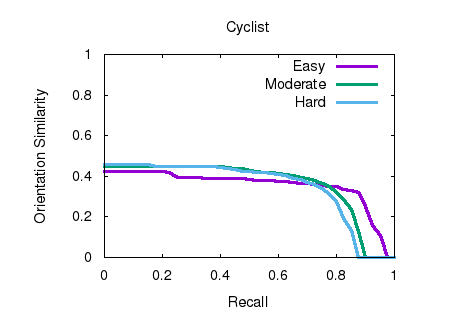 Cyclist
Orientation Similarity
1
0.8
0.6
0.4
0.2
0
Easy
Moderate
Hard
0 0.2 0.4 0.6 0.8 1
Recall